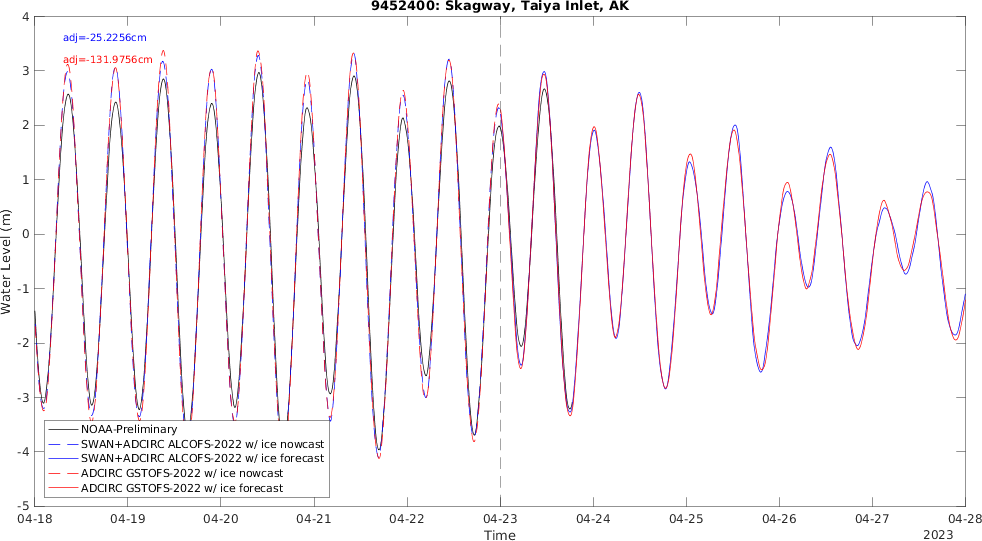 9452400: Skagway, Taiya Inlet, AK
adj=-25.2256cm
adj=-131.9756cm
Water Level (m)
4
3
2
1
0
-1
-2
-3
-4
-5
NOAA-Preliminary
SWAN+ADCIRC ALCOFS-2022 w/ ice nowcast
SWAN+ADCIRC ALCOFS-2022 w/ ice forecast
ADCIRC GSTOFS-2022 w/ ice nowcast
ADCIRC GSTOFS-2022 w/ ice forecast
04-18 04-19 04-20 04-21 04-22 04-23 04-24 04-25 04-26 04-27 04-28
Time
2023